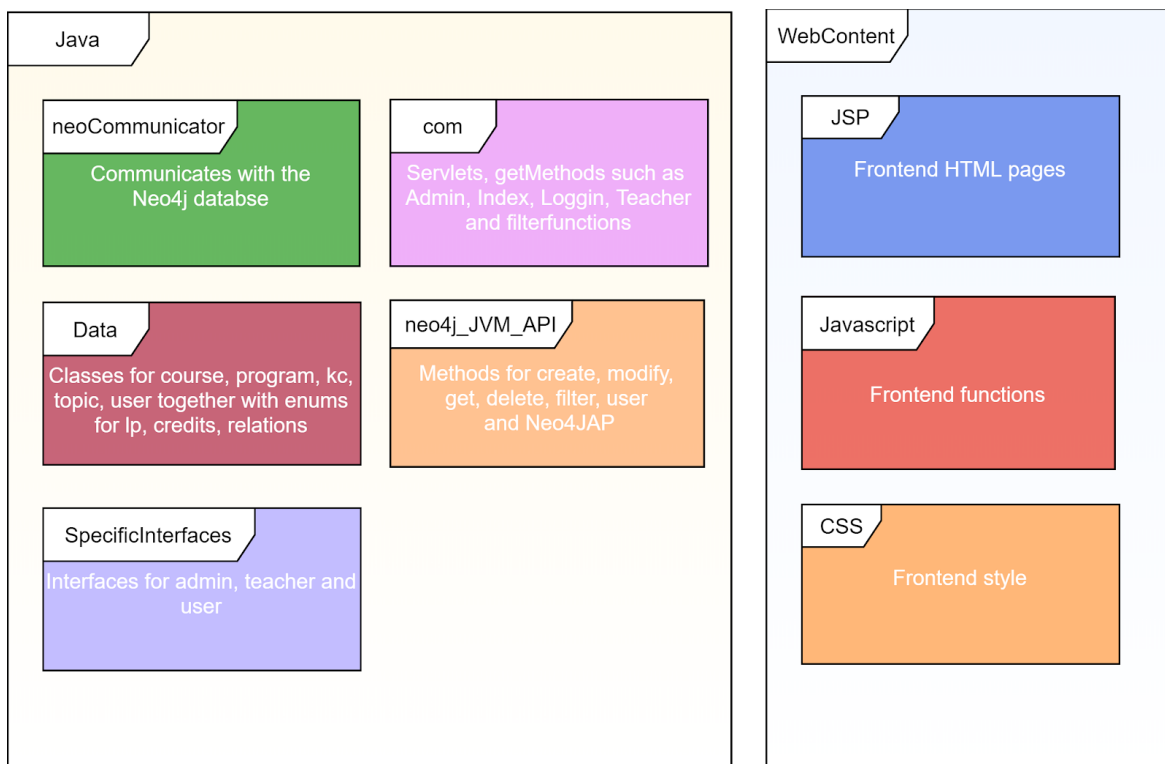 Java
neoCommunicator
Communicates with the
Neo4j databse
com
Servlets, getMethods such as
Admin, Index, Loggin, Teacher
and filterfunctions
Data
Classes for course, program, kc,
topic, user together with enums
for lp, credits, relations
neo4j_JVM_API
Methods for create, modify,
get, delete, filter, user
and Neo4JAP
SpecificInterfaces
Interfaces for admin, teacher and
user
WebContent
JSP
Frontend HTML pages
Javascript
Frontend functions
CSS
Frontend style